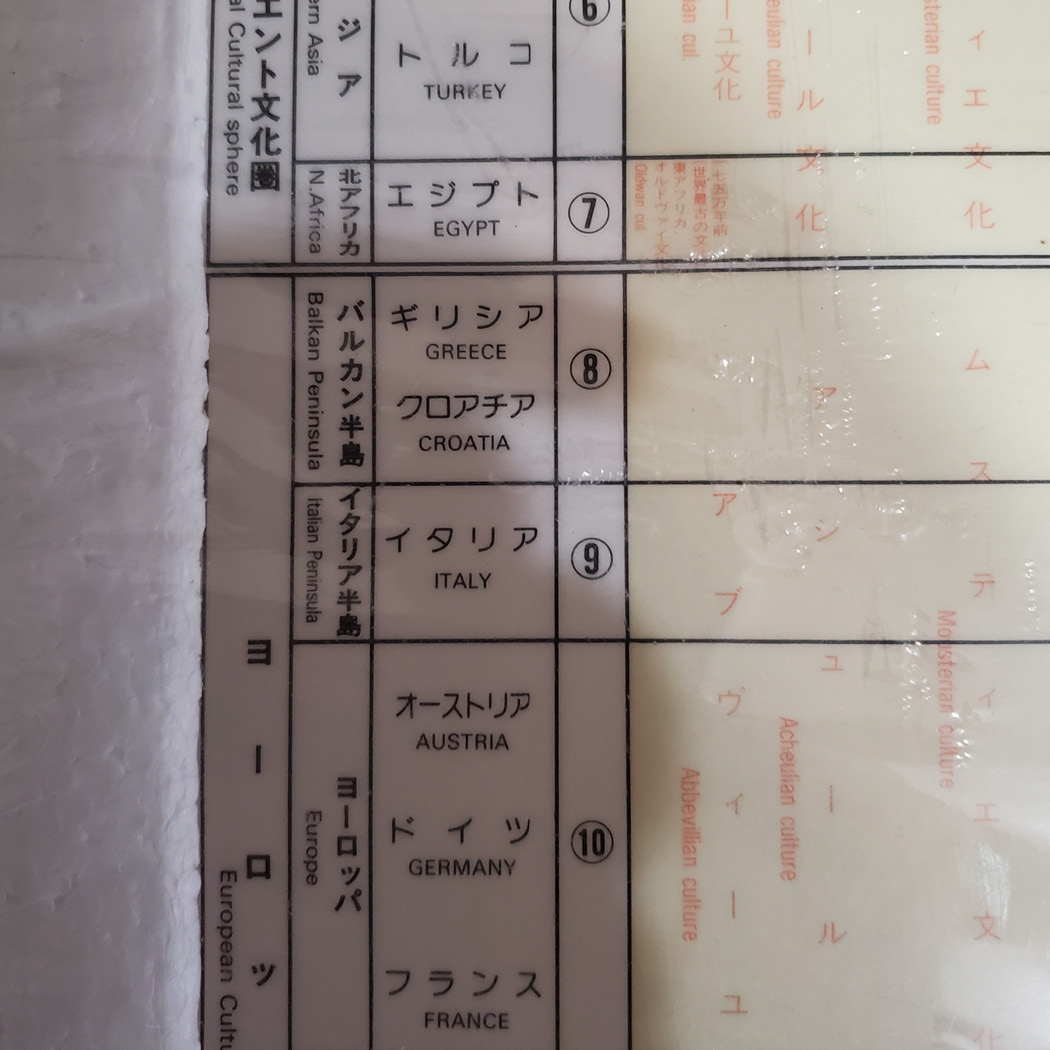 エント文化圏
al Cultural sphere
ジア
ern Asia
トルコ
TURKEY
6
ーユ文化
ian cul.
eulian culture
ール文化
sterian culture
ィエ文化
北アフリカ
N.Africa
エジプト
EGYPT
7
東アフリカ
Oldwan cul.
ヨーロッ
European Cultu
バルカン半島
Balkan Peninsula
ギリシア
GREECE
クロアチア
CROATIA
8
イタリア半島
Italian Peninsula
イタリア
ITALY
9
ヨーロッパ
Europe
オーストリア
AUSTRIA
ドイツ
GERMANY
フランス
FRANCE
10
アブヴィーユ
Abbevillian culture
アシュール
Acheulian culture
ムスティエ文化
Mousterian culture